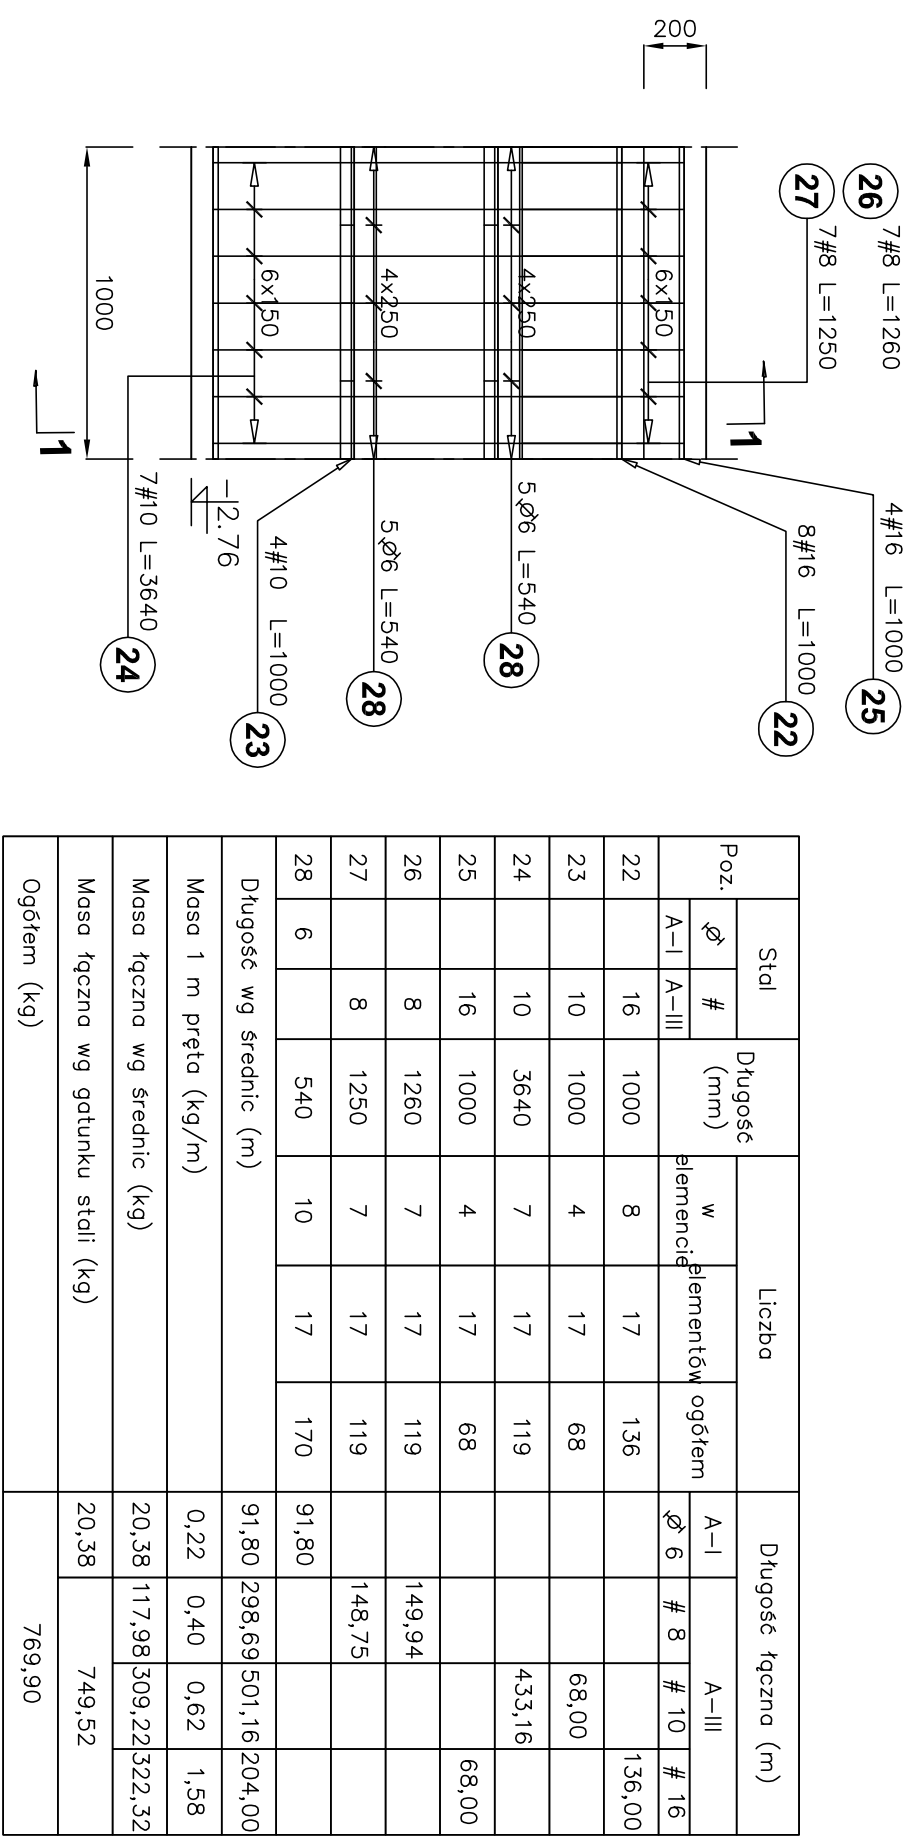 26 7#8 L=1260
27 7#8 L=1250
4#16 L=1000 25
8#16 L=1000 22
200
6x150
4x250
4x250
6x150
1000
1
1
5 ø6 L=540 28
5 ø6 L=540 28
-2.76
4#10 L=1000 23
7#10 L=3640 24
Poz. Stal Długość (mm) Liczba Długość łączna (m)
ø # w elemencie elementów ogółem A-I A-III
A-I A-III ø 6 # 8 # 10 # 16
22 16 1000 8 17 136 136,00
23 10 1000 4 17 68 68,00
24 10 3640 7 17 119 433,16
25 16 1000 4 17 68 68,00
26 8 1260 7 17 119 149,94
27 8 1250 7 17 119 148,75
28 6 540 10 17 170 91,80
Długość wg średnic (m) 91,80 298,69 501,16 204,00
Masa 1 m pręta (kg/m) 0,22 0,40 0,62 1,58
Masa łączna wg średnic (kg) 20,38 117,98 309,22 322,32
Masa łączna wg gatunku stali (kg) 20,38 749,52
Ogółem (kg) 769,90